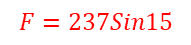 F = 237Sin15